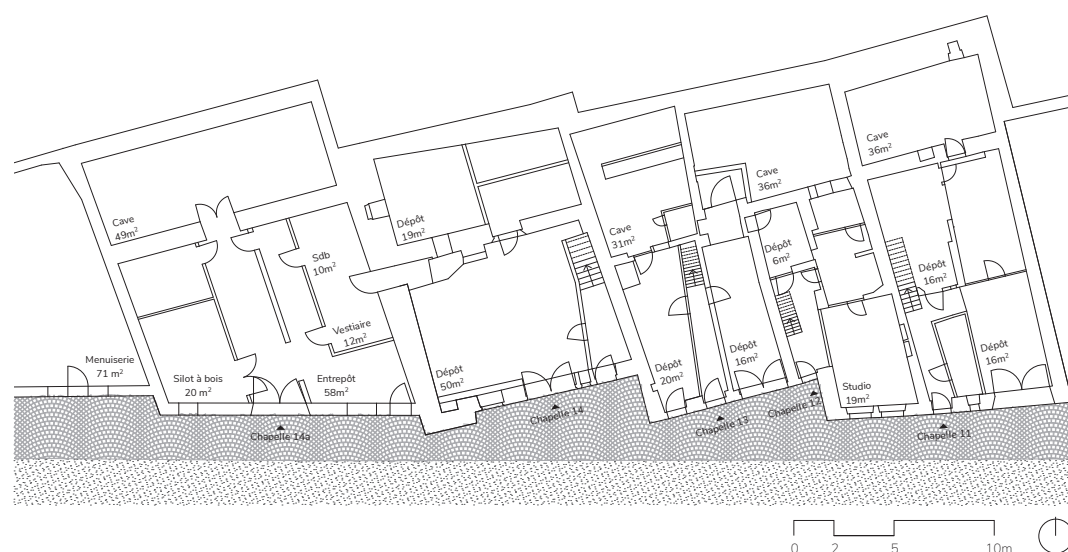 Cave
49m²
Sdb
10m²
Vestiaire
12m²
Menuiserie
71 m²
Silot à bois
20 m²
Entrepôt
58m²
Chapelle 14a
Dépôt
19m²
Dépôt
50m²
Chapelle 14
Cave
31m²
Dépôt
20m²
Dépôt
16m²
Chapelle 13
Cave
36m²
Dépôt
6m²
Chapelle 12
Studio
19m²
Cave
36m²
Dépôt
16m²
Dépôt
16m²
Chapelle 11
0 2 5 10m